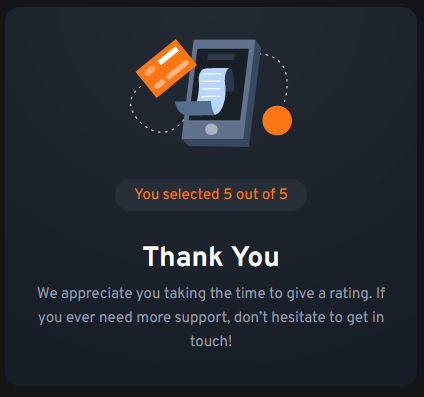 You selected 5 out of 5
Thank You
We appreciate you taking the time to give a rating. If
you ever need more support, don’t hesitate to get in
touch!